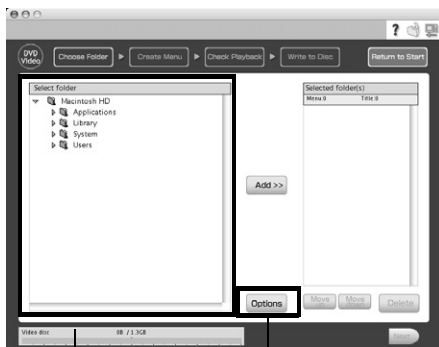 DVD Video
Choose Folder
Create Menu
Check Playback
Write to Disc
Return to Start
Select folder
Macintosh HD
Applications
Library
System
Users
Add >>
Selected folder(s)
Menu:0 Title:0
Options
Move up
Move down
Delete
Video disc 0B / 1.3GB
Next